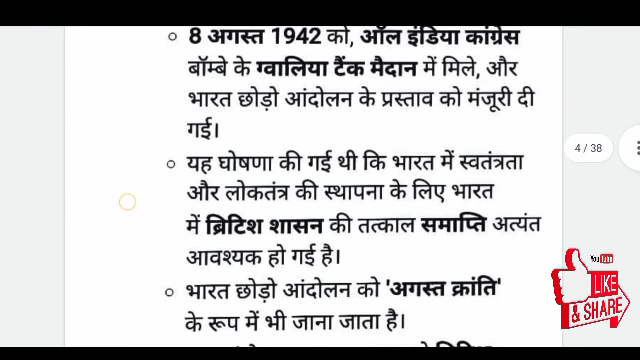 8 अगस्त 1942 को, ऑल इंडिया कांग्रेस
बॉम्बे के ग्वालिया टैंक मैदान में मिले, और
भारत छोड़ो आंदोलन के प्रस्ताव को मंजूरी दी
गई।
यह घोषणा की गई थी कि भारत में स्वतंत्रता
और लोकतंत्र की स्थापना के लिए भारत
में ब्रिटिश शासन की तत्काल समाप्ति अत्यंत
आवश्यक हो गई है।
भारत छोड़ो आंदोलन को 'अगस्त क्रांति'
के रूप में भी जाना जाता है।
4 / 38
You
LIKE
& SHARE